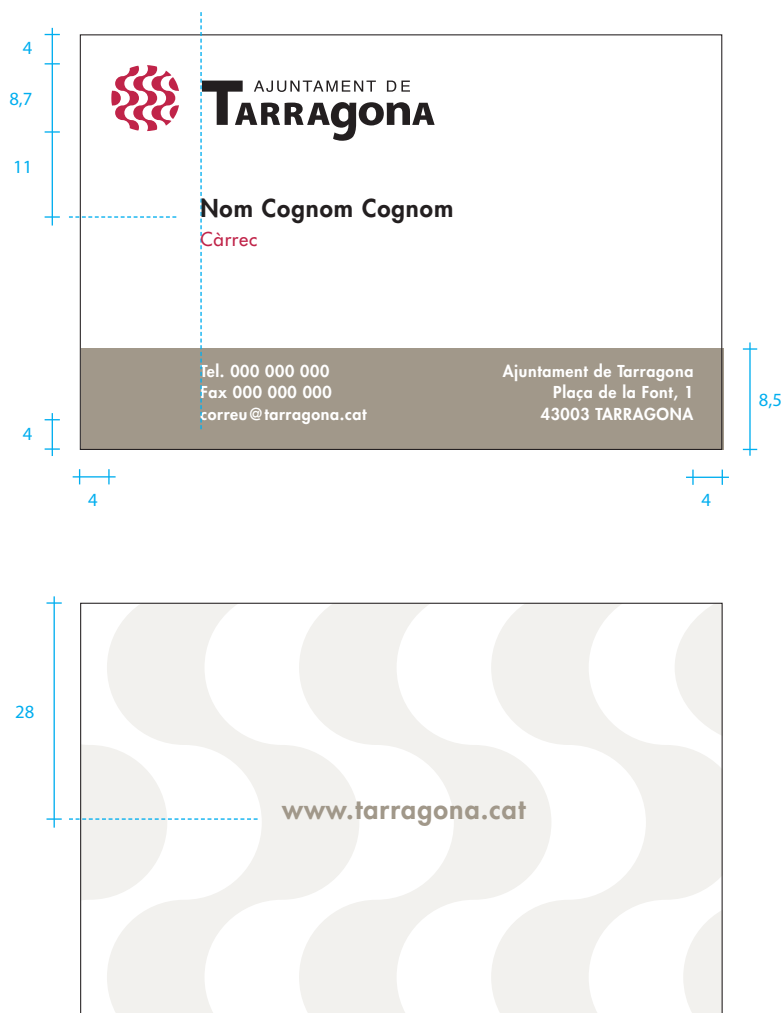 4
8,7
11
AJUNTAMENT DE
TARRAgonA
Nom Cognom Cognom
Càrrec
Tel. 000 000 000
Fax 000 000 000
correu@tarragona.cat
Ajuntament de Tarragona
Plaça de la Font, 1
43003 TARRAGONA
8,5
4
4
4
28
www.tarragona.cat